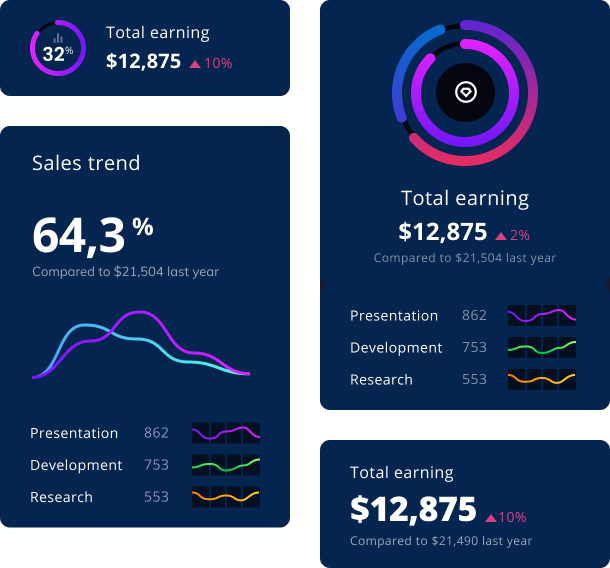 32%
Total earning
$12,875 ▲10%
Sales trend
64,3 %
Compared to $21,504 last year
Presentation 862
Development 753
Research 553
Total earning
$12,875 ▲2%
Compared to $21,504 last year
Presentation 862
Development 753
Research 553
Total earning
$12,875 ▲10%
Compared to $21,490 last year